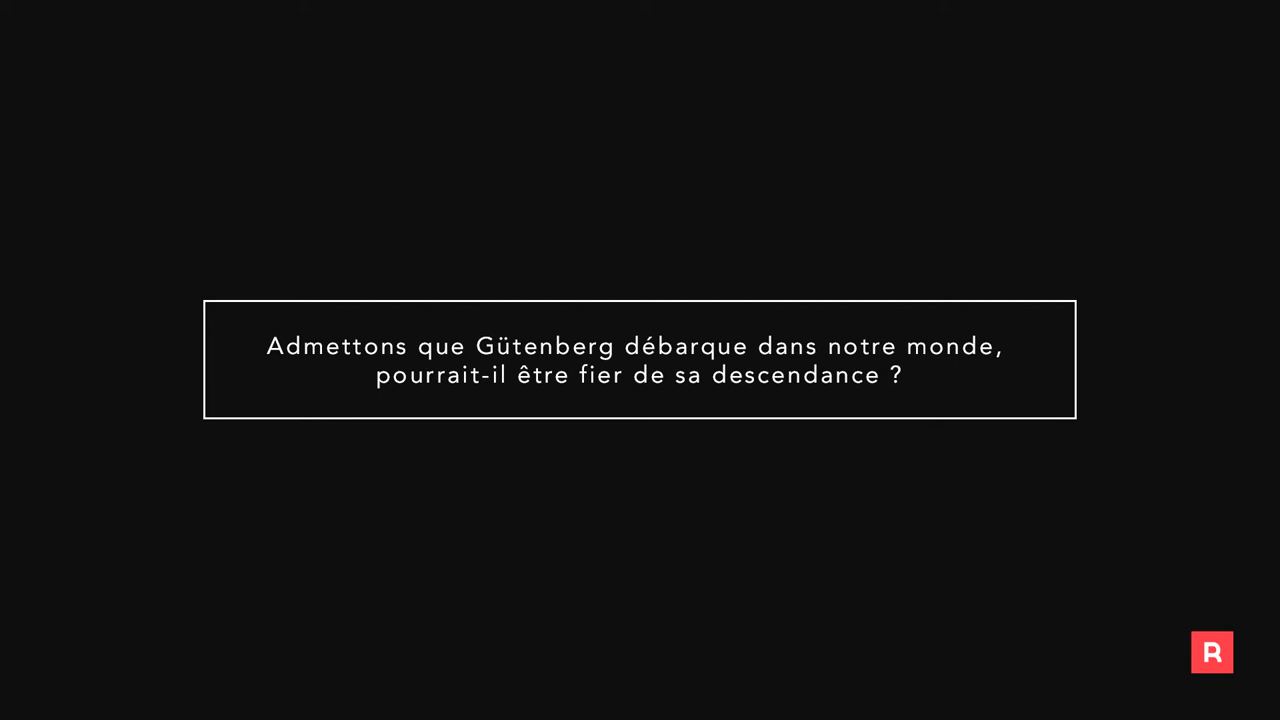 Admettons que Gütenberg débarque dans notre monde,
pourrait-il être fier de sa descendance ?
R